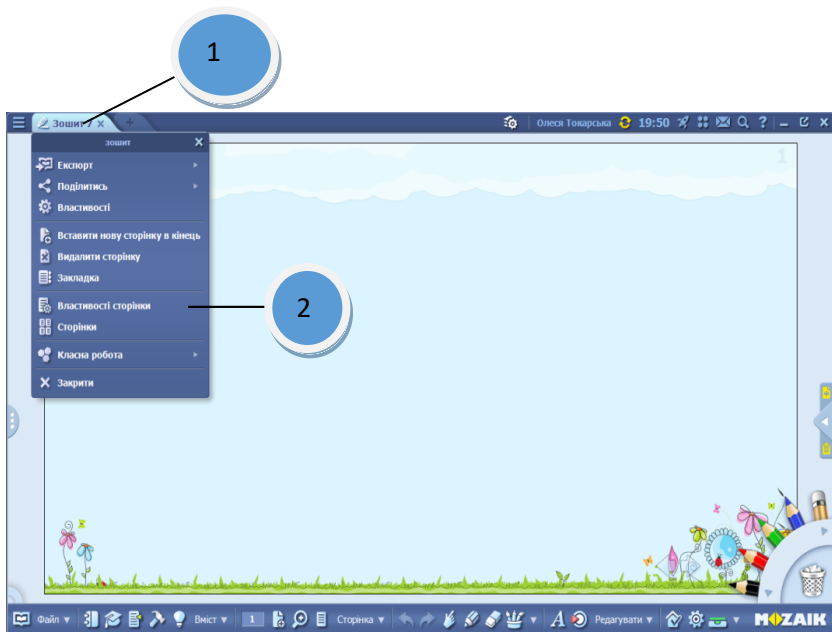 1
Зошит 7 x +
Олеся Токарська 19:50 ?
зошит
Експорт
Поділитись
Властивості
Вставити нову сторінку в кінець
Видалити сторінку
Закладка
Властивості сторінки
Сторінки
Класна робота
Закрити
2
1
Файл Вміст 1 Сторінка A Редагувати MOZAIK